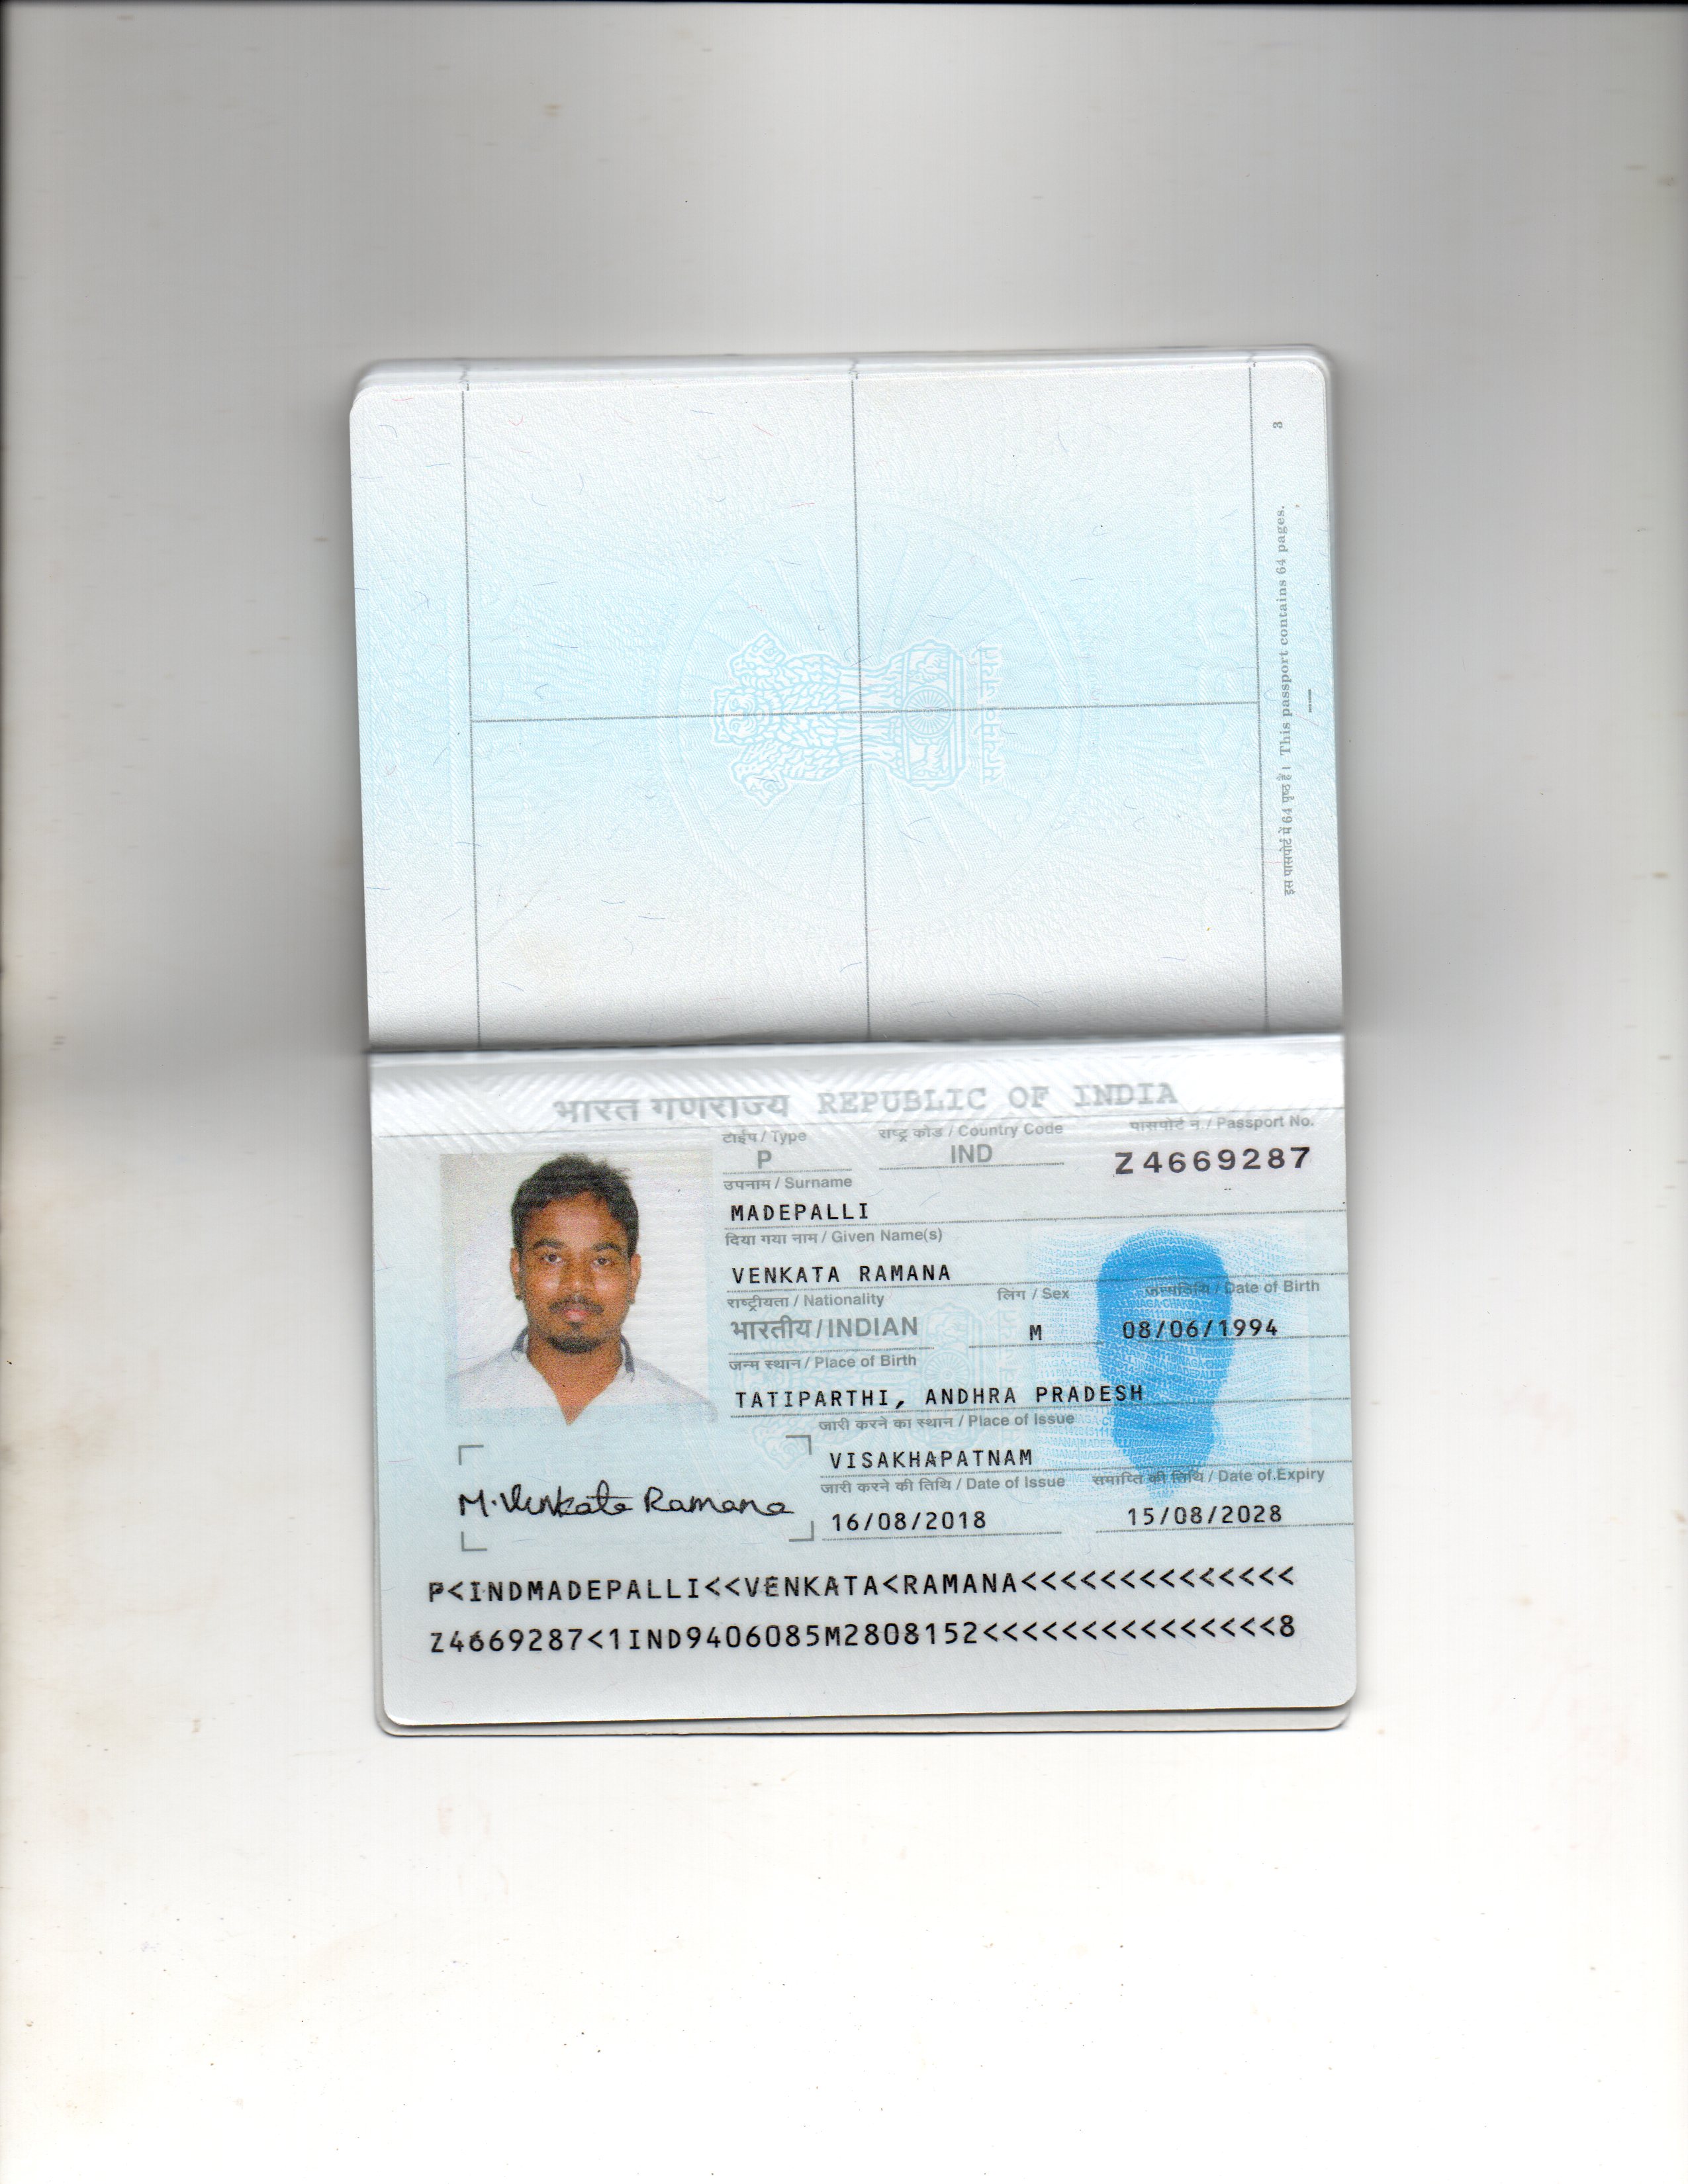 3
इस पासपोर्ट में 64 पृष्ठ हैं। This passport contains 64 pages.
सत्यमेव जयते
भारत गणराज्य REPUBLIC OF INDIA
टाईप / Type राष्ट्र कोड / Country Code पासपोर्ट न. / Passport No.
P IND Z4669287
उपनाम / Surname
MADEPALLI
दिया गया नाम / Given Name(s)
VENKATA RAMANA
राष्ट्रीयता / Nationality लिंग / Sex जन्मतिथि / Date of Birth
भारतीय/INDIAN M 08/06/1994
जन्म स्थान / Place of Birth
TATIPARTHI, ANDHRA PRADESH
जारी करने का स्थान / Place of Issue
VISAKHAPATNAM
जारी करने की तिथि / Date of Issue समाप्ति की तिथि / Date of Expiry
M. Venkata Ramana
16/08/2018 15/08/2028
P<INDMADEPALLI<<VENKATA<RAMANA<<<<<<<<<<<<<<
Z4669287<1IND9406085M2808152<<<<<<<<<<<<<<<8